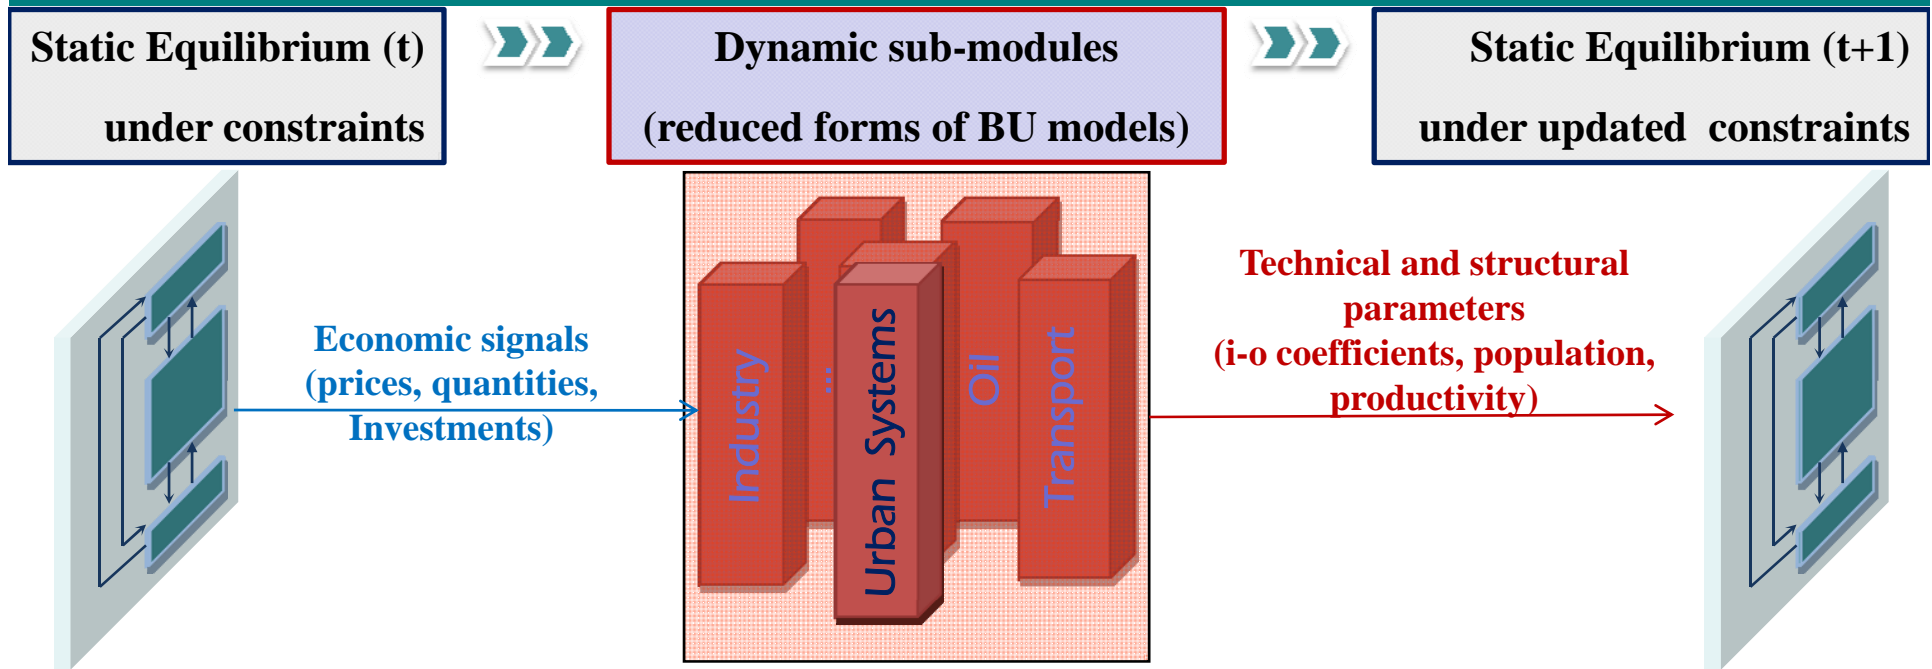 Static Equilibrium (t)
under constraints
Dynamic sub-modules
(reduced forms of BU models)
Static Equilibrium (t+1)
under updated constraints
Economic signals
(prices, quantities,
Investments)
Industry
...
Urban Systems
Oil
Transport
Technical and structural
parameters
(i-o coefficients, population,
productivity)